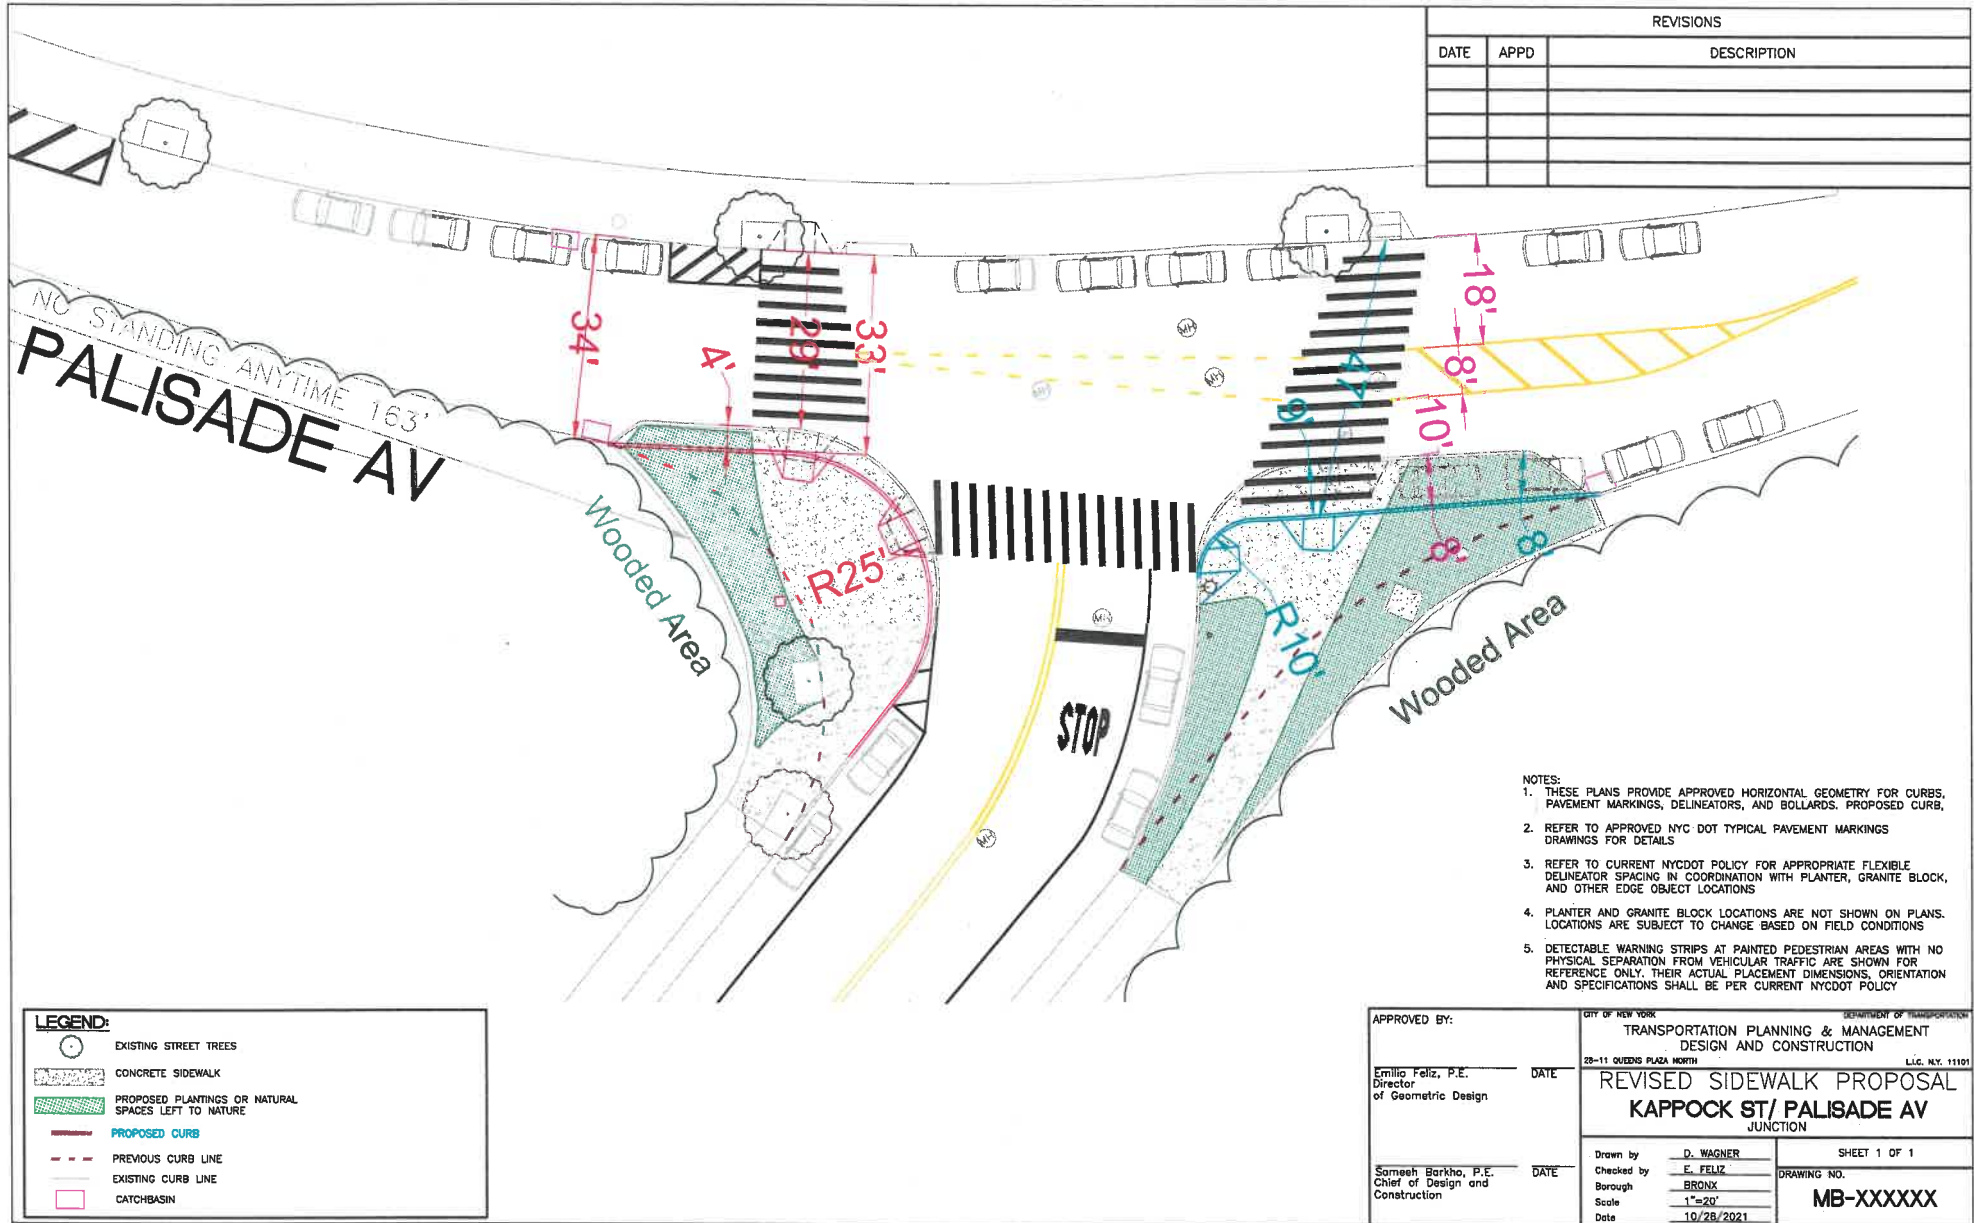 REVISIONS
DATE APPD DESCRIPTION
NO STANDING ANYTIME 163'
PALISADE AV
34'
4'
29'
33'
47'
9'
18'
8'
10'
8'
8'
R25'
R10'
MH
MH
MH
MH
MH
Wooded Area
Wooded Area
STOP
NOTES:
1. THESE PLANS PROVIDE APPROVED HORIZONTAL GEOMETRY FOR CURBS,
PAVEMENT MARKINGS, DELINEATORS, AND BOLLARDS. PROPOSED CURB,
2. REFER TO APPROVED NYC DOT TYPICAL PAVEMENT MARKINGS
DRAWINGS FOR DETAILS
3. REFER TO CURRENT NYCDOT POLICY FOR APPROPRIATE FLEXIBLE
DELINEATOR SPACING IN COORDINATION WITH PLANTER, GRANITE BLOCK,
AND OTHER EDGE OBJECT LOCATIONS
4. PLANTER AND GRANITE BLOCK LOCATIONS ARE NOT SHOWN ON PLANS.
LOCATIONS ARE SUBJECT TO CHANGE BASED ON FIELD CONDITIONS
5. DETECTABLE WARNING STRIPS AT PAINTED PEDESTRIAN AREAS WITH NO
PHYSICAL SEPARATION FROM VEHICULAR TRAFFIC ARE SHOWN FOR
REFERENCE ONLY. THEIR ACTUAL PLACEMENT DIMENSIONS, ORIENTATION
AND SPECIFICATIONS SHALL BE PER CURRENT NYCDOT POLICY
LEGEND:
EXISTING STREET TREES
CONCRETE SIDEWALK
PROPOSED PLANTINGS OR NATURAL
SPACES LEFT TO NATURE
PROPOSED CURB
PREVIOUS CURB LINE
EXISTING CURB LINE
CATCHBASIN
APPROVED BY:
Emilio Feliz, P.E. DATE
Director
of Geometric Design
Sameeh Barkho, P.E. DATE
Chief of Design and
Construction
CITY OF NEW YORK DEPARTMENT OF TRANSPORTATION
TRANSPORTATION PLANNING & MANAGEMENT
DESIGN AND CONSTRUCTION
28-11 QUEENS PLAZA NORTH L.I.C. N.Y. 11101
REVISED SIDEWALK PROPOSAL
KAPPOCK ST/ PALISADE AV
JUNCTION
Drawn by D. WAGNER
Checked by E. FELIZ
Borough BRONX
Scale 1"=20'
Date 10/28/2021
SHEET 1 OF 1
DRAWING NO.
MB-XXXXXX